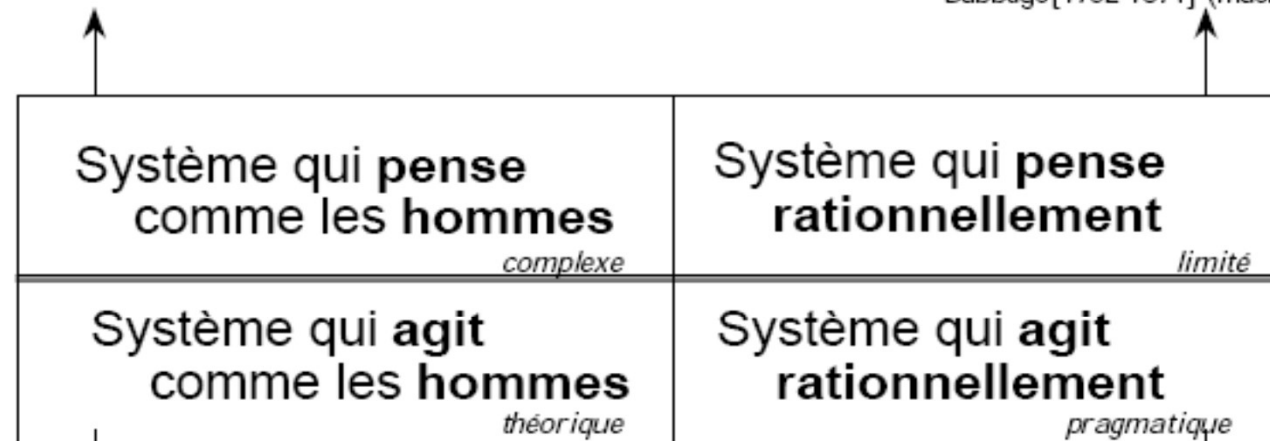 Système qui pense
comme les hommes
complexe
Système qui pense
rationnellement
limité
Système qui agit
comme les hommes
théorique
Système qui agit
rationnellement
pragmatique